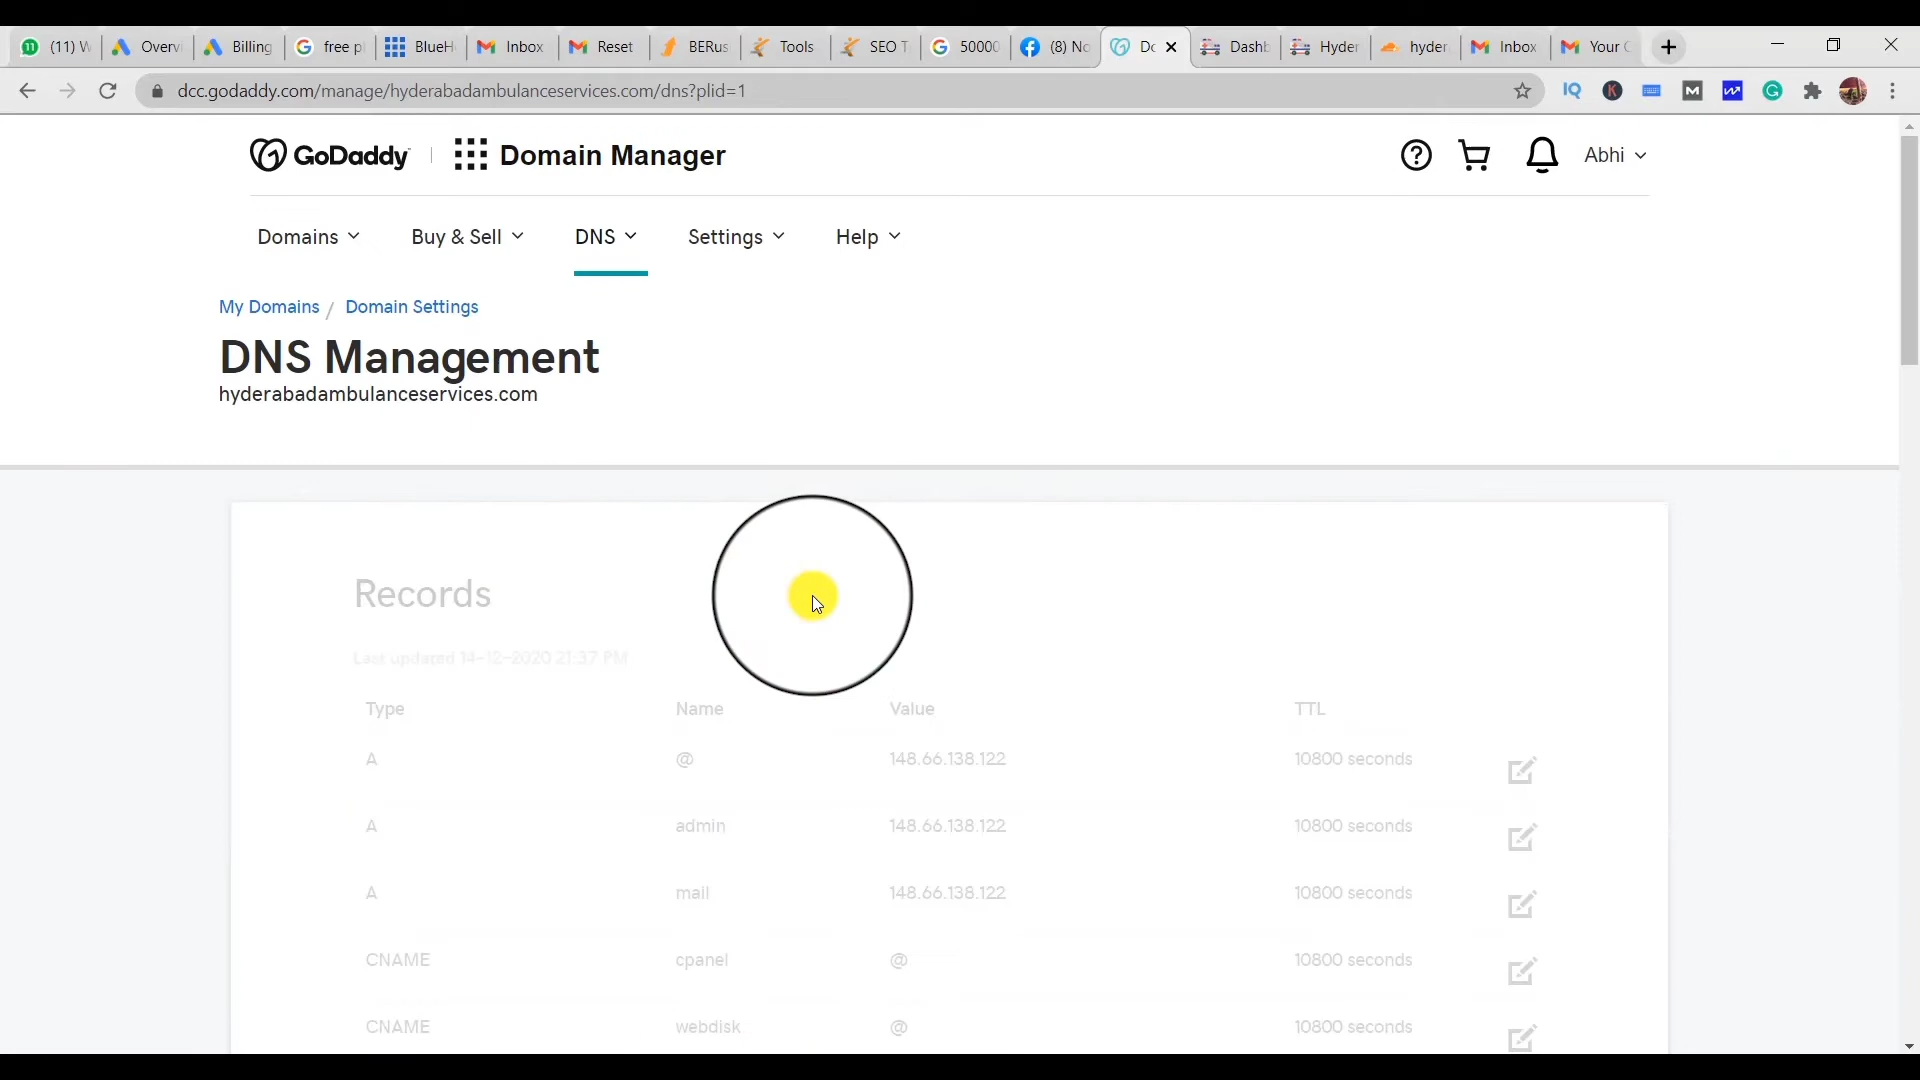 11 (11) W Overv Billing free p BlueH Inbox Reset BERus Tools SEO T 50000 (8) No Do Dashb Hyder hyder Inbox Your C
dcc.godaddy.com/manage/hyderabadambulanceservices.com/dns?plid=1
GoDaddy Domain Manager Abhi
Domains Buy & Sell DNS Settings Help
My Domains / Domain Settings
DNS Management
hyderabadambulanceservices.com
Records
Last updated 14-12-2020 21:37 PM
Type Name Value TTL
A @ 148.66.138.122 10800 seconds
A admin 148.66.138.122 10800 seconds
A mail 148.66.138.122 10800 seconds
CNAME cpanel @ 10800 seconds
CNAME webdisk @ 10800 seconds